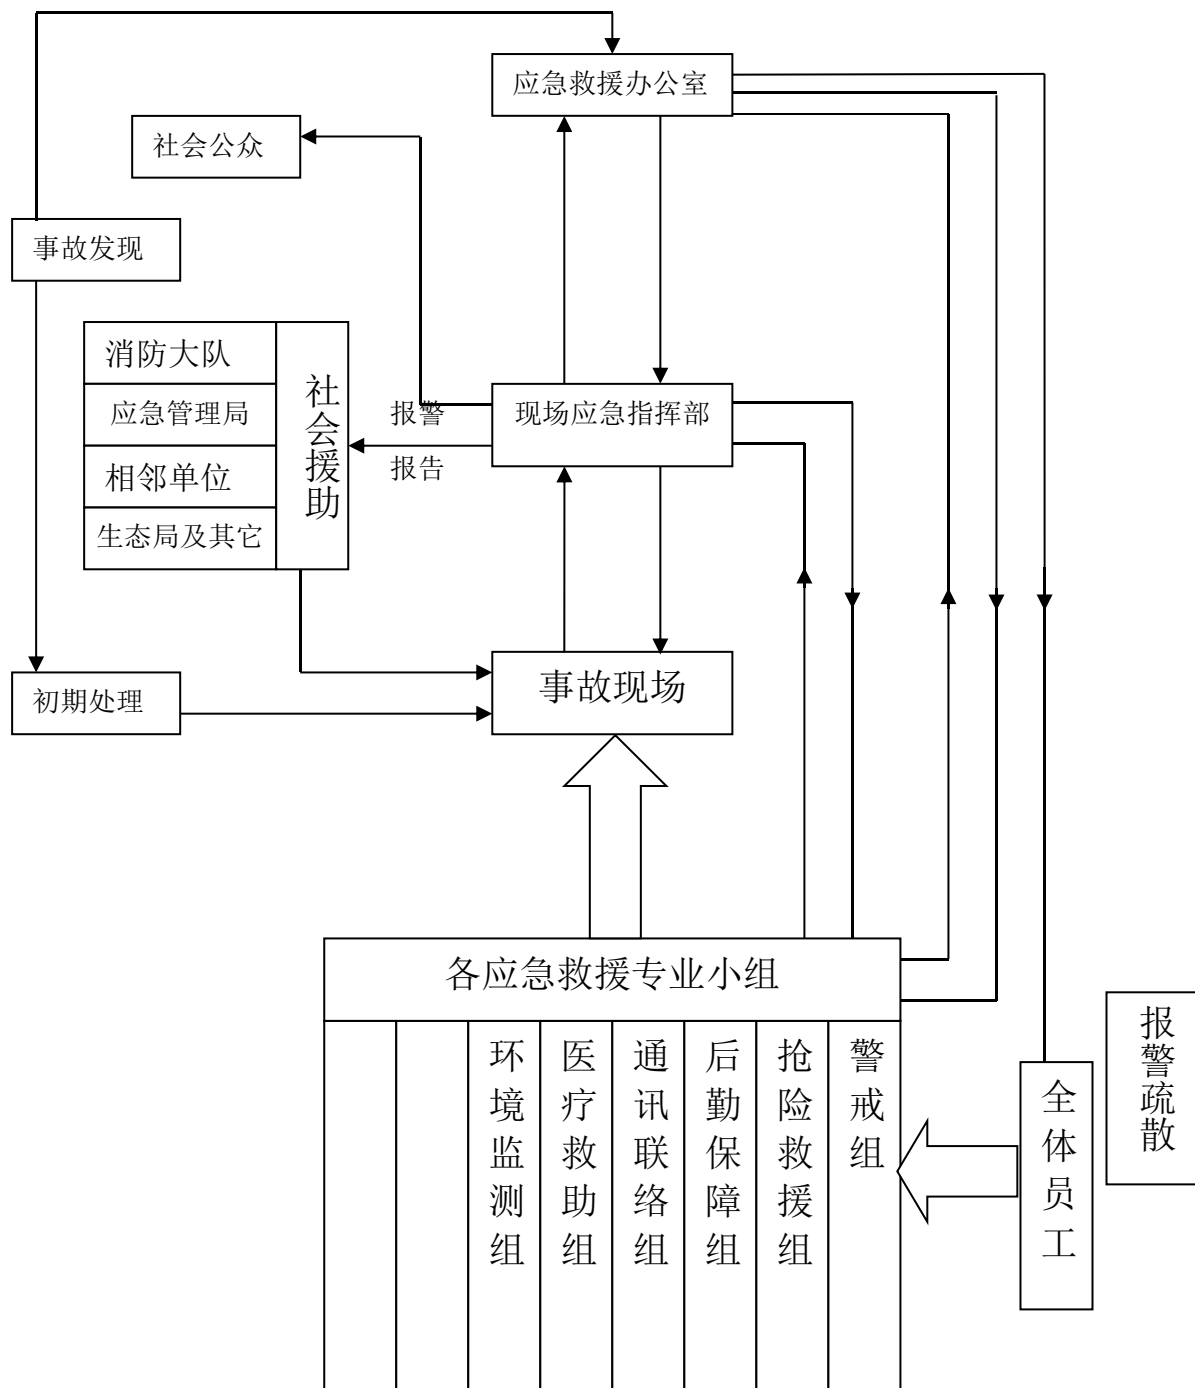 应急救援办公室
社会公众
事故发现
消防大队
应急管理局
相邻单位
生态局及其它
社会援助
报警
报告
现场应急指挥部
初期处理
事故现场
各应急救援专业小组
环境监测组
医疗救助组
通讯联络组
后勤保障组
抢险救援组
警戒组
全体员工
报警疏散